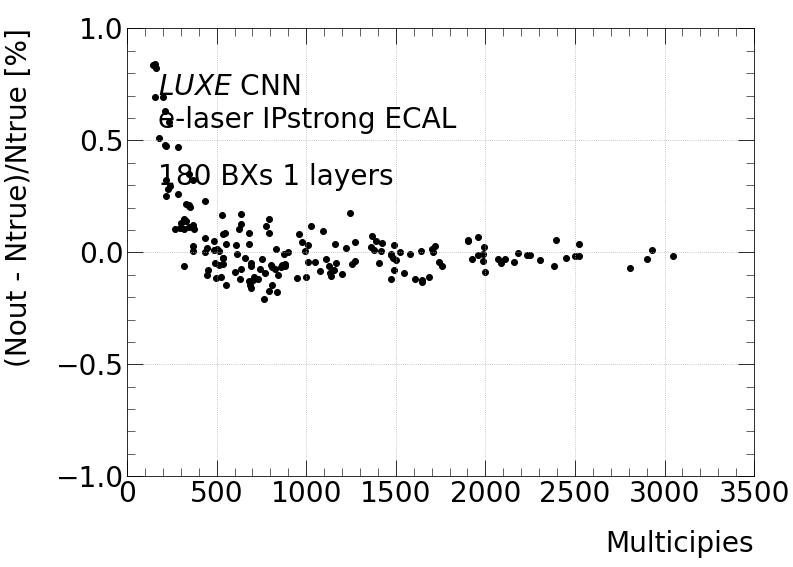 (Nout - Ntrue)/Ntrue [%]
1.0
0.5
0.0
−0.5
−1.0
LUXE CNN
e-laser IPstrong ECAL
180 BXs 1 layers
0 500 1000 1500 2000 2500 3000 3500
Multicipies